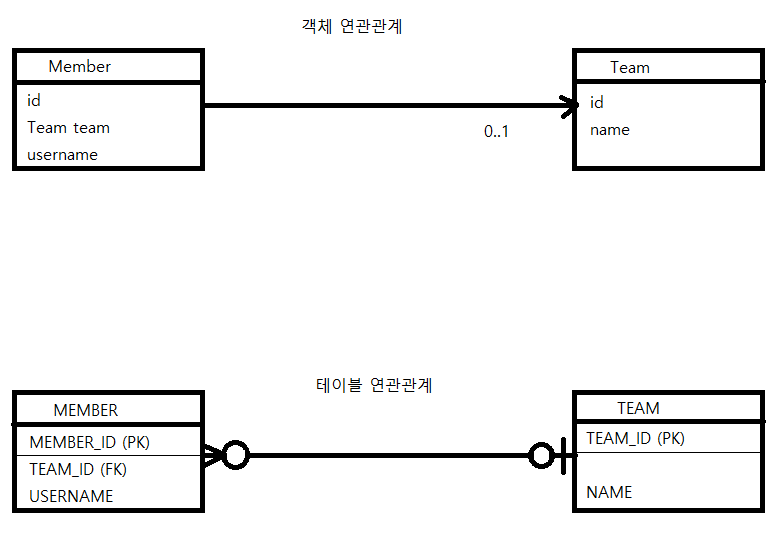 객체 연관관계
Member
id
Team team
username
Team
id
name
0..1
테이블 연관관계
MEMBER
MEMBER_ID (PK)
TEAM_ID (FK)
USERNAME
TEAM
TEAM_ID (PK)
NAME